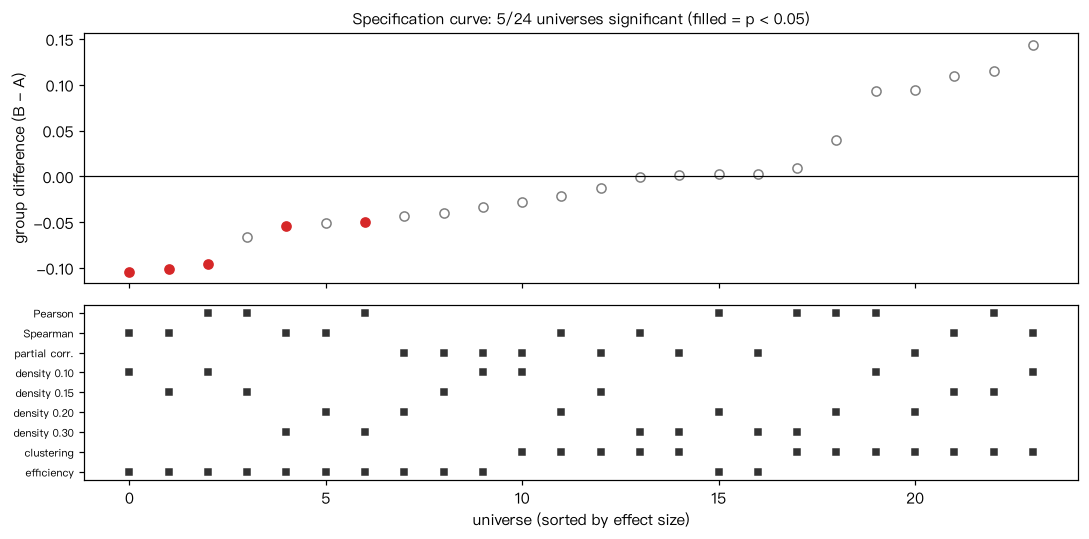 Specification curve: 5/24 universes significant (filled = p < 0.05)
group difference (B − A)
0.15
0.10
0.05
0.00
−0.05
−0.10
Pearson
Spearman
partial corr.
density 0.10
density 0.15
density 0.20
density 0.30
clustering
efficiency
0 5 10 15 20
universe (sorted by effect size)